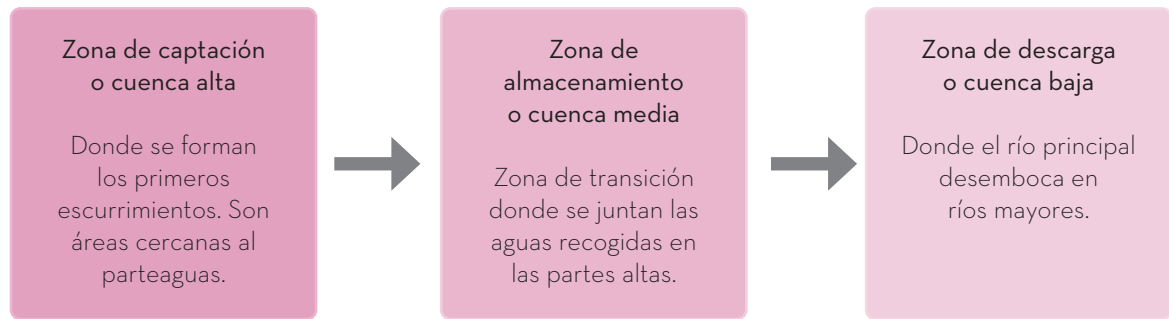 Zona de captación
o cuenca alta
Donde se forman
los primeros
escurrimientos. Son
áreas cercanas al
parteaguas.
Zona de
almacenamiento
o cuenca media
Zona de transición
donde se juntan las
aguas recogidas en
las partes altas.
Zona de descarga
o cuenca baja
Donde el río principal
desemboca en
ríos mayores.